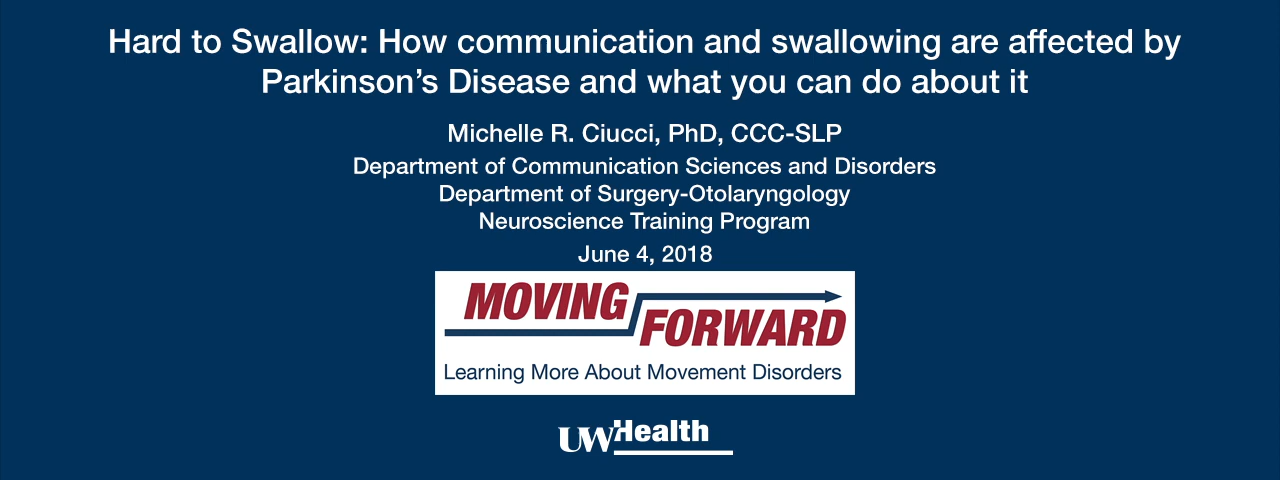 Hard to Swallow: How communication and swallowing are affected by
Parkinson's Disease and what you can do about it
Michelle R. Ciucci, PhD, CCC-SLP
Department of Communication Sciences and Disorders
Department of Surgery-Otolaryngology
Neuroscience Training Program
June 4, 2018
MOVING
FORWARD
Learning More About Movement Disorders
UWHealth